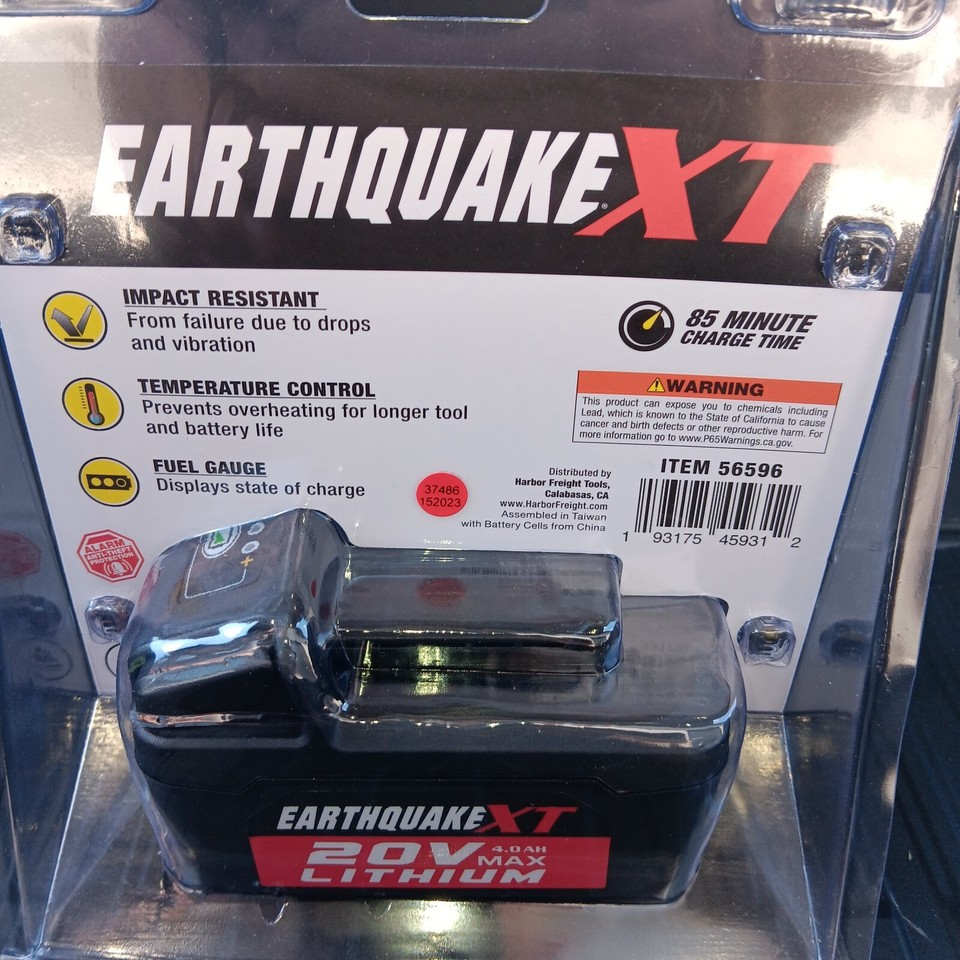 EARTHQUAKE XT
IMPACT RESISTANT
From failure due to drops
and vibration
85 MINUTE
CHARGE TIME
TEMPERATURE CONTROL
Prevents overheating for longer tool
and battery life
WARNING
This product can expose you to chemicals including
Lead, which is known to the State of California to cause
cancer and birth defects or other reproductive harm. For
more information go to www.P65Warnings.ca.gov.
FUEL GAUGE
Displays state of charge
37486
152023
Distributed by
Harbor Freight Tools,
Calabasas, CA
www.HarborFreight.com
Assembled in Taiwan
with Battery Cells from China
ITEM 56596
1 93175 45931 2
ALARM
ANTI-THEFT
PROTECTION
EARTHQUAKE XT
20V 4.0AH
MAX
LITHIUM